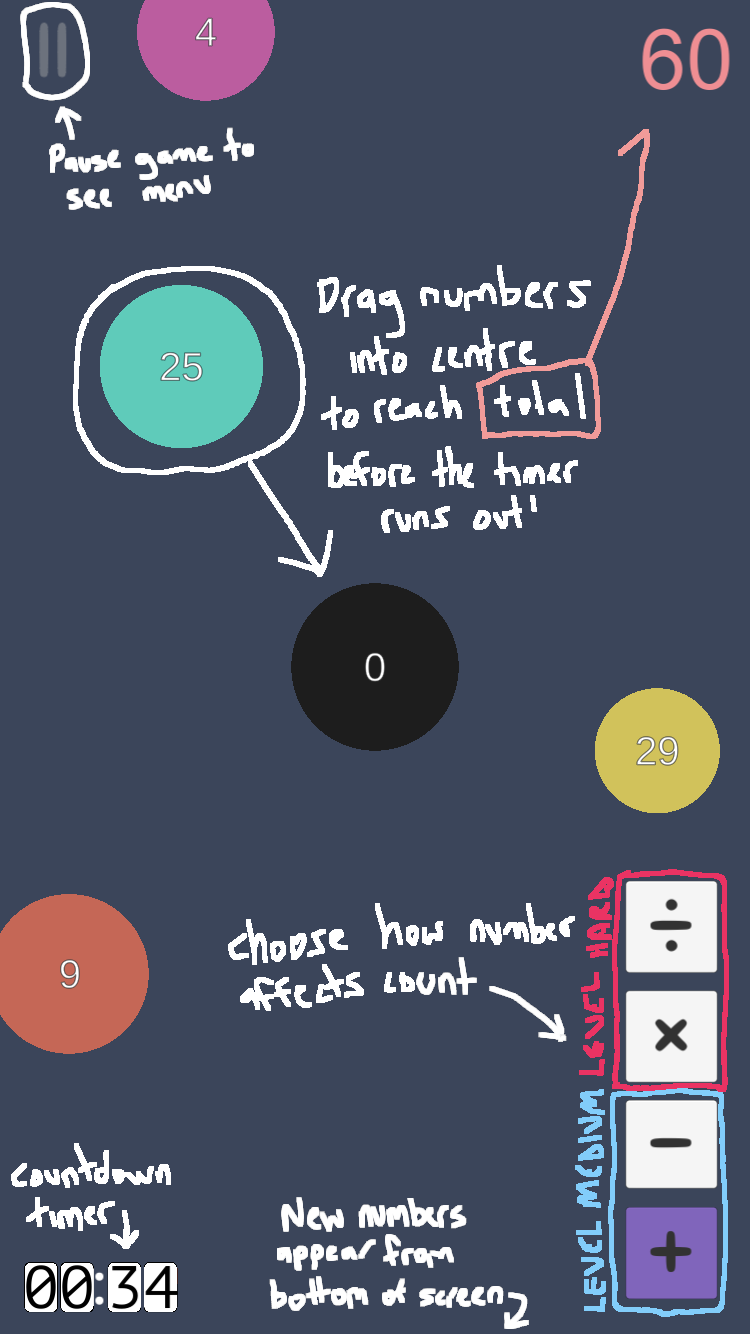 4
60
Pause game to
see menu
Drag numbers
into centre
to reach total
before the timer
runs out!
25
0
29
9
choose how number
affects count
LEVEL HARD
÷
×
LEVEL MEDIUM
−
+
countdown
timer
00:34
New numbers
appear from
bottom of screen